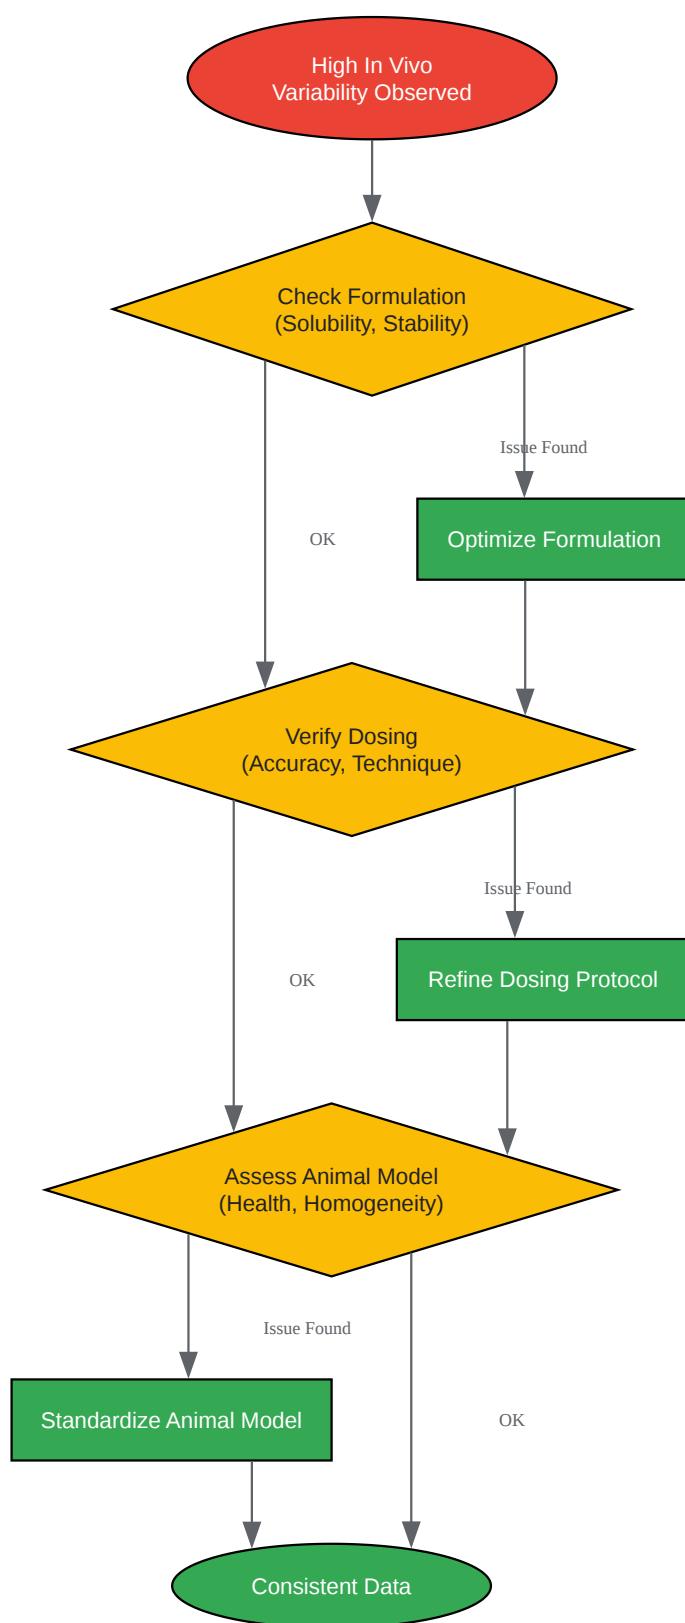 High In Vivo
Variability Observed
Check Formulation
(Solubility, Stability)
Issue Found
OK
Optimize Formulation
Verify Dosing
(Accuracy, Technique)
Issue Found
OK
Refine Dosing Protocol
Assess Animal Model
(Health, Homogeneity)
Issue Found
Standardize Animal Model
OK
Consistent Data